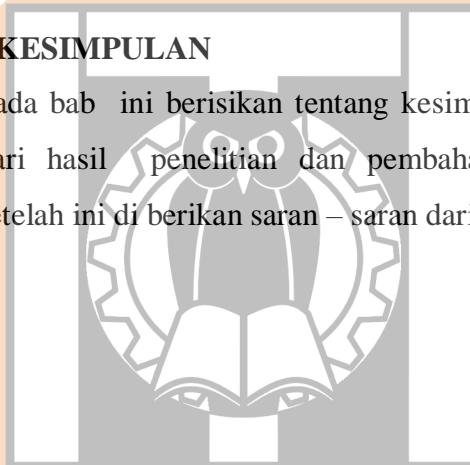 KESIMPULAN
ada bab ini berisikan tentang kesim
ari hasil penelitian dan pembaha
etelah ini di berikan saran – saran dari